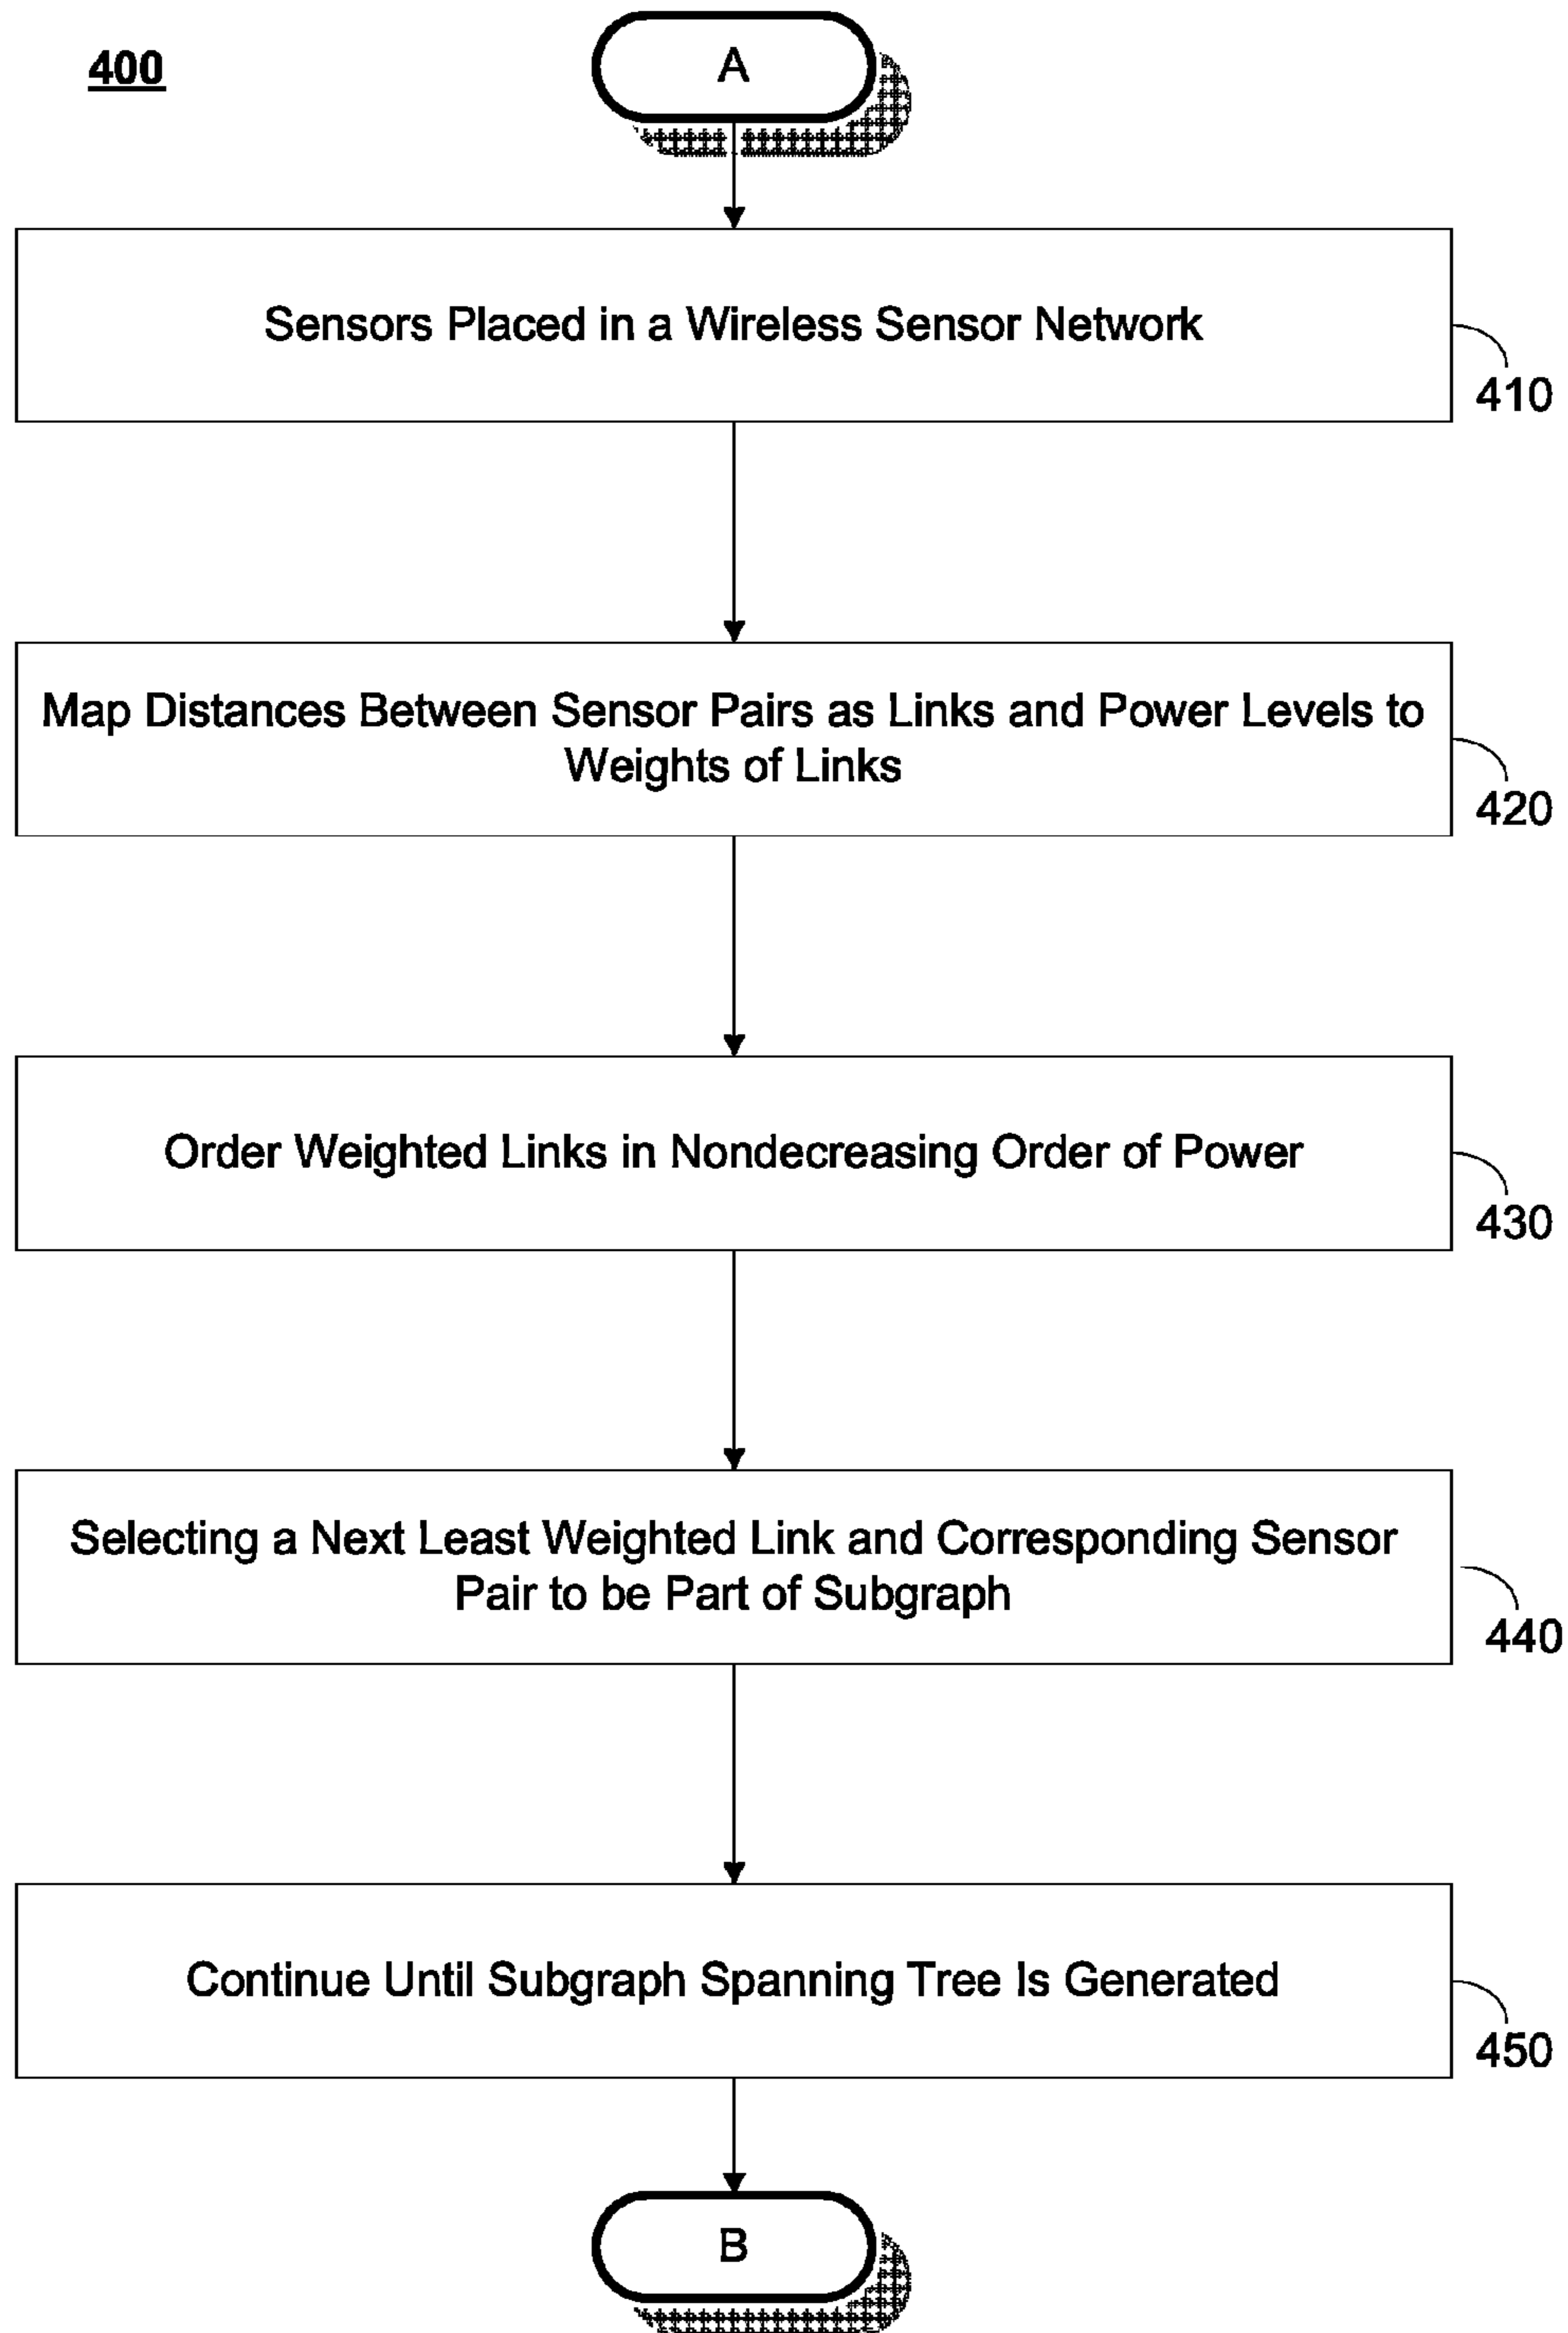 400
A
Sensors Placed in a Wireless Sensor Network
410
Map Distances Between Sensor Pairs as Links and Power Levels to
Weights of Links
420
Order Weighted Links in Nondecreasing Order of Power
430
Selecting a Next Least Weighted Link and Corresponding Sensor
Pair to be Part of Subgraph
440
Continue Until Subgraph Spanning Tree Is Generated
450
B